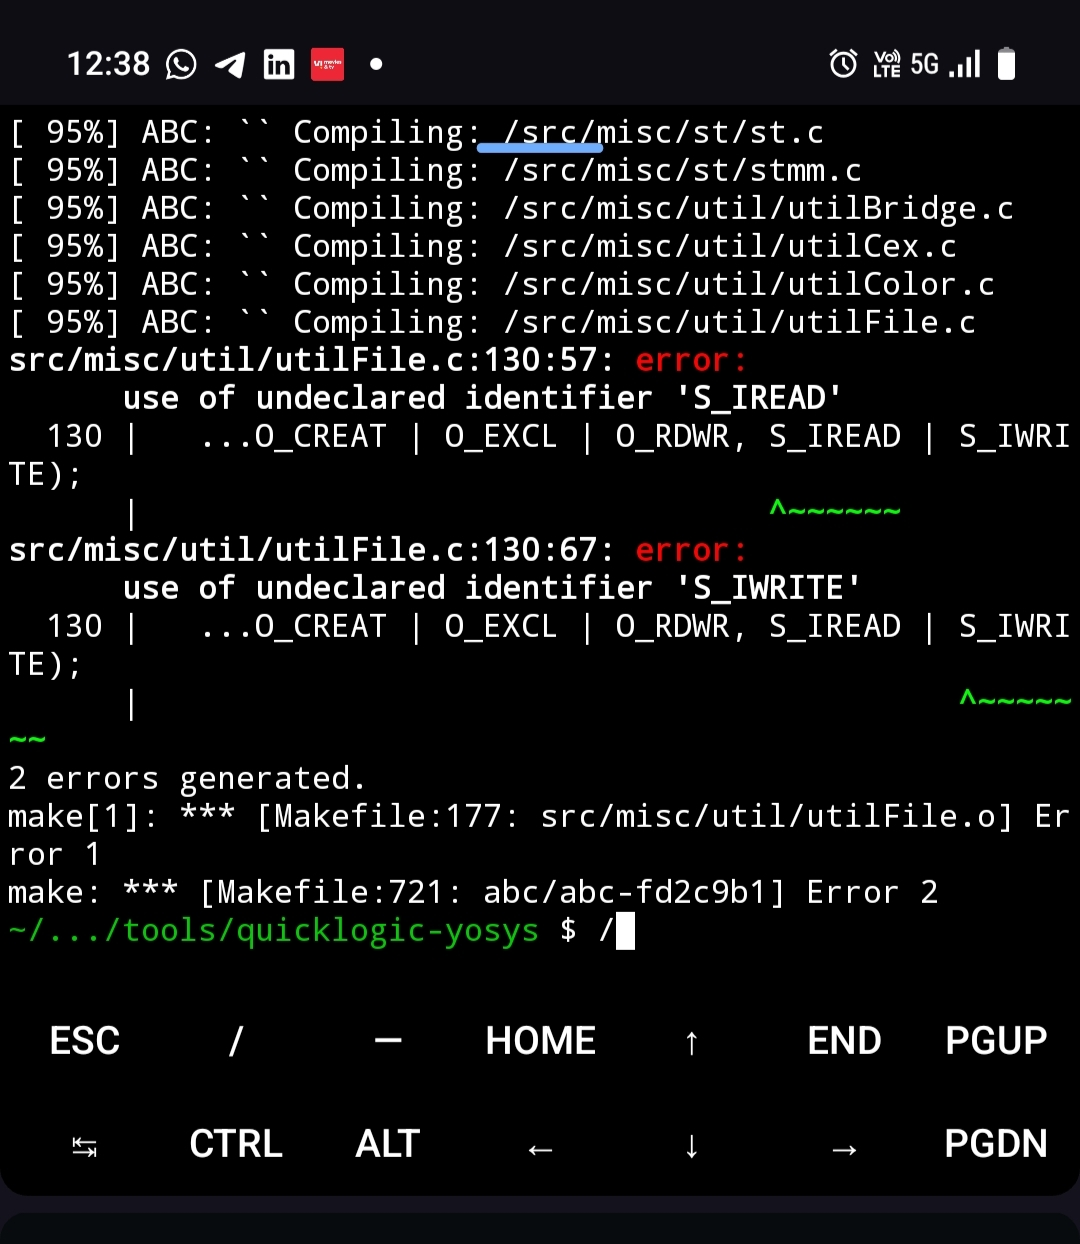 12:38 in 5G
[ 95%] ABC: `` Compiling: /src/misc/st/st.c
[ 95%] ABC: `` Compiling: /src/misc/st/stmm.c
[ 95%] ABC: `` Compiling: /src/misc/util/utilBridge.c
[ 95%] ABC: `` Compiling: /src/misc/util/utilCex.c
[ 95%] ABC: `` Compiling: /src/misc/util/utilColor.c
[ 95%] ABC: `` Compiling: /src/misc/util/utilFile.c
src/misc/util/utilFile.c:130:57: error:
use of undeclared identifier 'S_IREAD'
130 | ...O_CREAT | O_EXCL | O_RDWR, S_IREAD | S_IWRI
TE);
| ^~~~~~~
src/misc/util/utilFile.c:130:67: error:
use of undeclared identifier 'S_IWRITE'
130 | ...O_CREAT | O_EXCL | O_RDWR, S_IREAD | S_IWRI
TE);
| ^~~~~~
~~
2 errors generated.
make[1]: *** [Makefile:177: src/misc/util/utilFile.o] Er
ror 1
make: *** [Makefile:721: abc/abc-fd2c9b1] Error 2
~/.../tools/quicklogic-yosys $ /
ESC / — HOME ↑ END PGUP
↹ CTRL ALT ← ↓ → PGDN